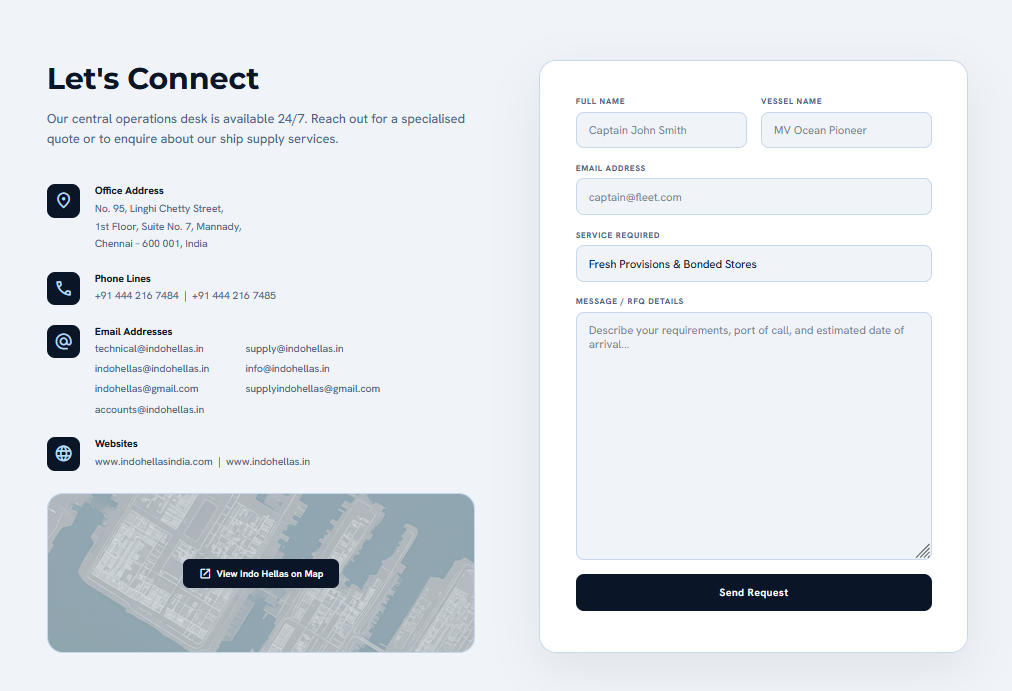 Let's Connect
Our central operations desk is available 24/7. Reach out for a specialised
quote or to enquire about our ship supply services.
Office Address
No. 95, Linghi Chetty Street,
1st Floor, Suite No. 7, Mannady,
Chennai – 600 001, India
Phone Lines
+91 444 216 7484 | +91 444 216 7485
Email Addresses
technical@indohellas.in supply@indohellas.in
indohellas@indohellas.in info@indohellas.in
indohellas@gmail.com supplyindohellas@gmail.com
accounts@indohellas.in
Websites
www.indohellasindia.com | www.indohellas.in
View Indo Hellas on Map
FULL NAME VESSEL NAME
Captain John Smith MV Ocean Pioneer
EMAIL ADDRESS
captain@fleet.com
SERVICE REQUIRED
Fresh Provisions & Bonded Stores
MESSAGE / RFQ DETAILS
Describe your requirements, port of call, and estimated date of
arrival...
Send Request